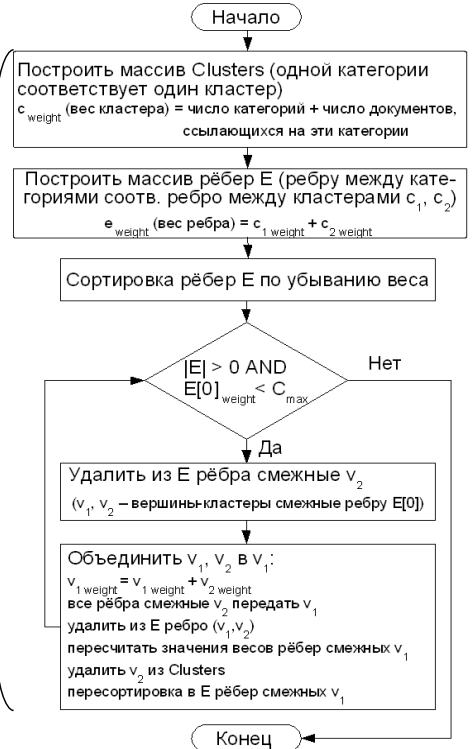 Начало
Построить массив Clusters (одной категории
соответствует один кластер)
c weight (вес кластера) = число категорий + число документов,
ссылающихся на эти категории
Построить массив рёбер E (ребру между кате-
гориями соотв. ребро между кластерами c1, c2)
e weight (вес ребра) = c1 weight + c2 weight
Сортировка рёбер E по убыванию веса
|E| > 0 AND
E[0] weight < C max
Нет
Да
Удалить из E рёбра смежные v2
(v1, v2 – вершины-кластеры смежные ребру E[0])
Объединить v1, v2 в v1:
v1 weight = v1 weight + v2 weight
все рёбра смежные v2 передать v1
удалить из E ребро (v1,v2)
пересчитать значения весов рёбер смежных v1
удалить v2 из Clusters
пересортировка в E рёбер смежных v1
Конец